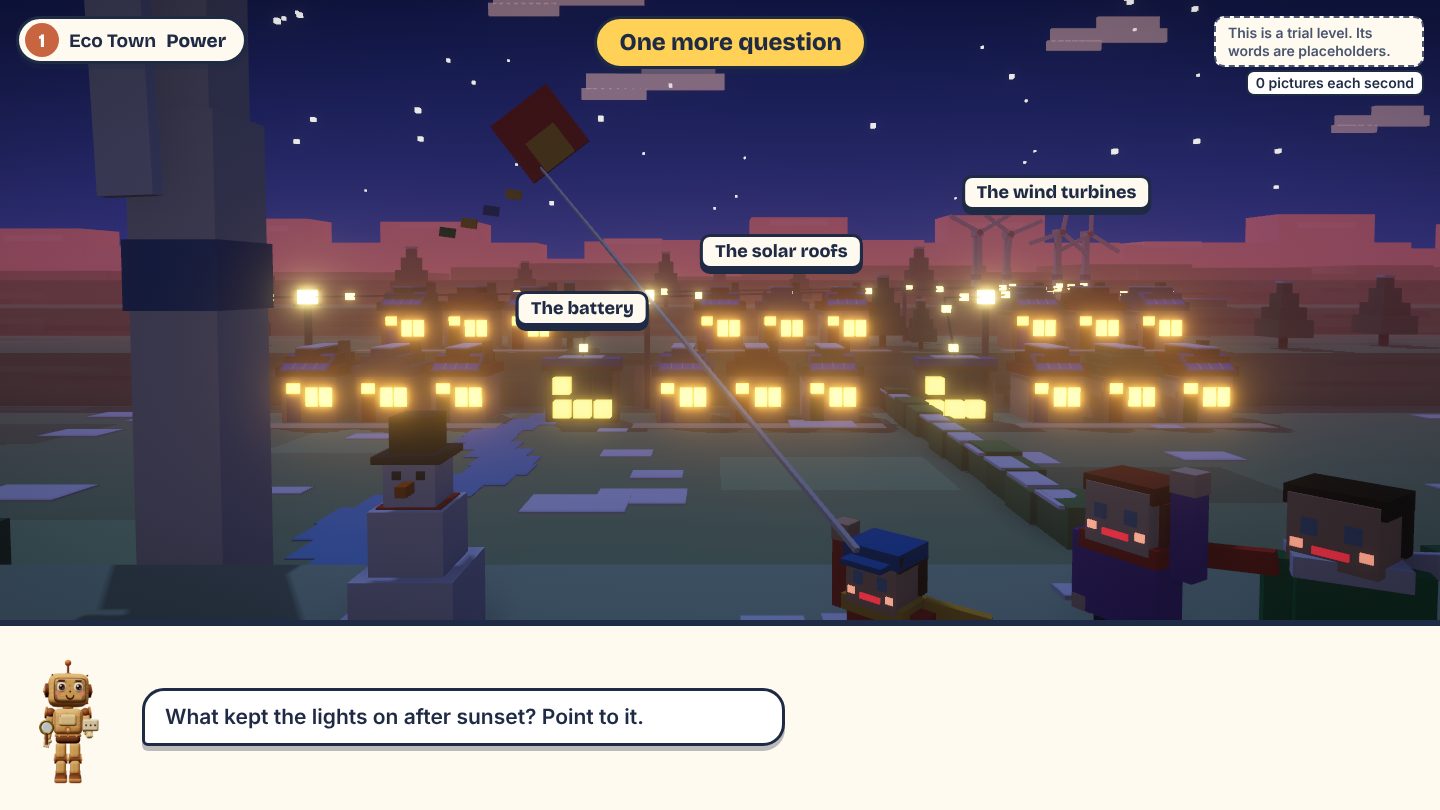 1 Eco Town Power
One more question
This is a trial level. Its
words are placeholders.
0 pictures each second
The wind turbines
The solar roofs
The battery
What kept the lights on after sunset? Point to it.